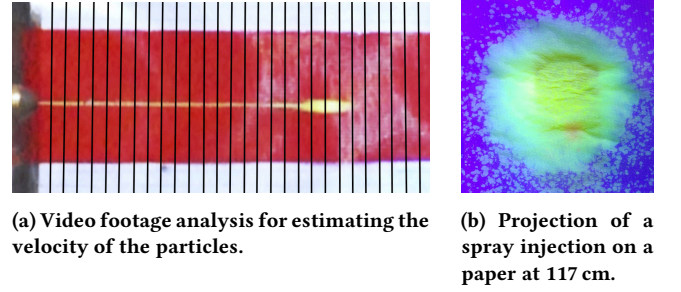 (a) Video footage analysis for estimating the
velocity of the particles.
(b) Projection of a
spray injection on a
paper at 117 cm.